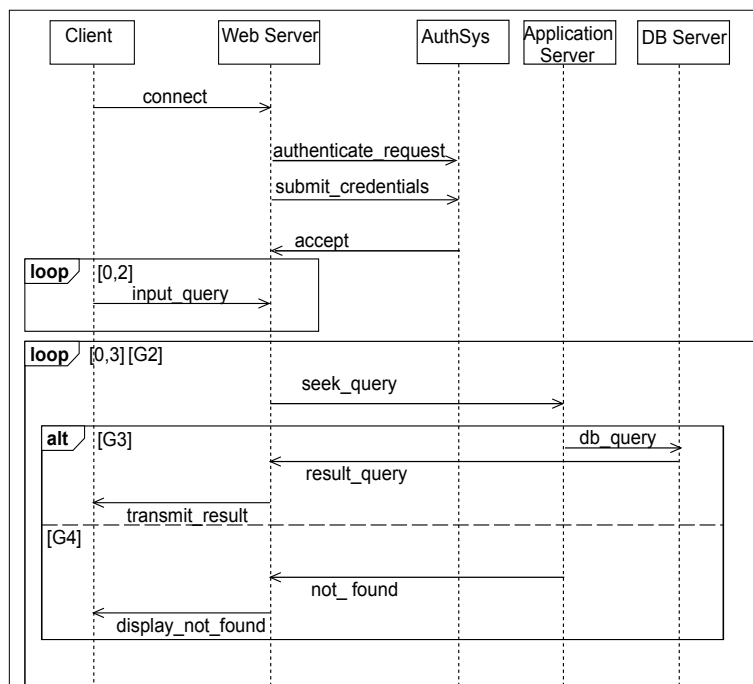 Client
Web Server
AuthSys
Application
Server
DB Server
connect
authenticate_request
submit_credentials
accept
loop [0,2]
input_query
loop [0,3] [G2]
seek_query
alt [G3]
db_query
result_query
transmit_result
[G4]
not_ found
display_not_found